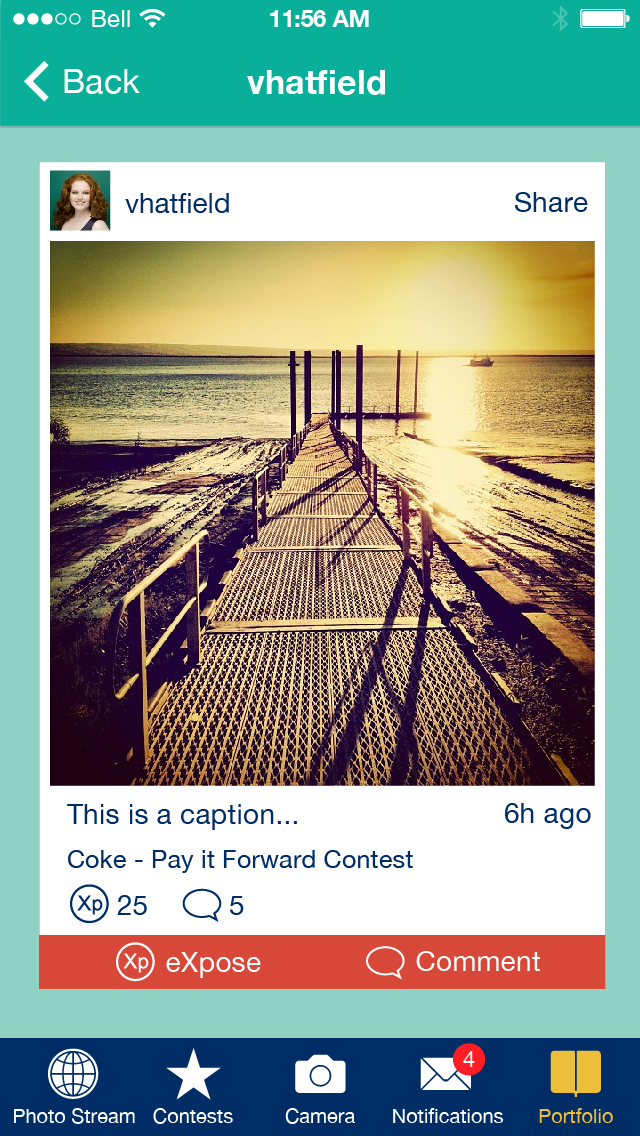 Bell 11:56 AM
Back vhatfield
vhatfield Share
This is a caption... 6h ago
Coke - Pay it Forward Contest
Xp 25 5
Xp eXpose Comment
4
Photo Stream Contests Camera Notifications Portfolio